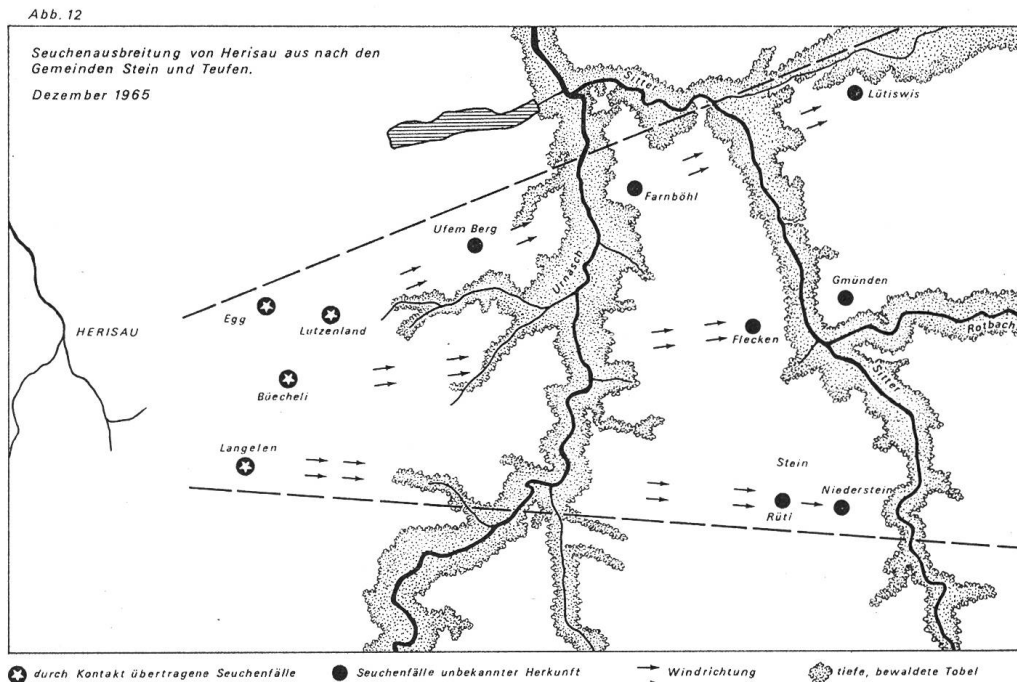 Abb. 12
Seuchenausbreitung von Herisau aus nach den
Gemeinden Stein und Teufen.
Dezember 1965
Sitter
Lütiswis
Farnböhl
Ufem Berg
Urnäsch
Gmünden
Egg
Lutzenland
HERISAU
Flecken
Rotbach
Büecheli
Sitter
Langelen
Stein
Niederstein
Rüti
durch Kontakt übertragene Seuchenfälle
Seuchenfälle unbekannter Herkunft
Windrichtung
tiefe, bewaldete Tobel